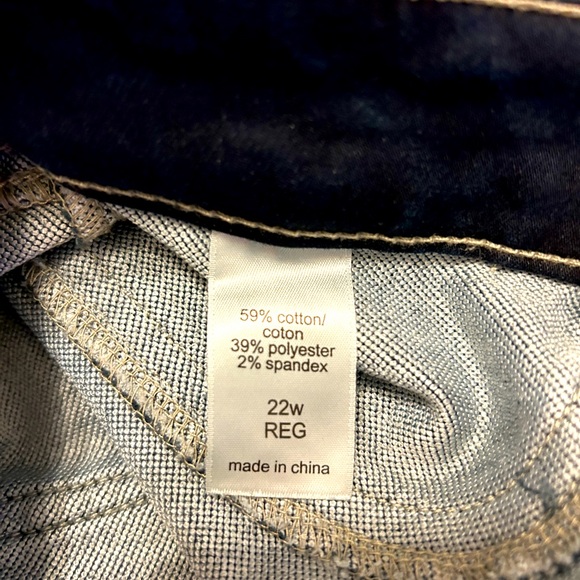 59% cotton/
coton
39% polyester
2% spandex
22w
REG
made in china